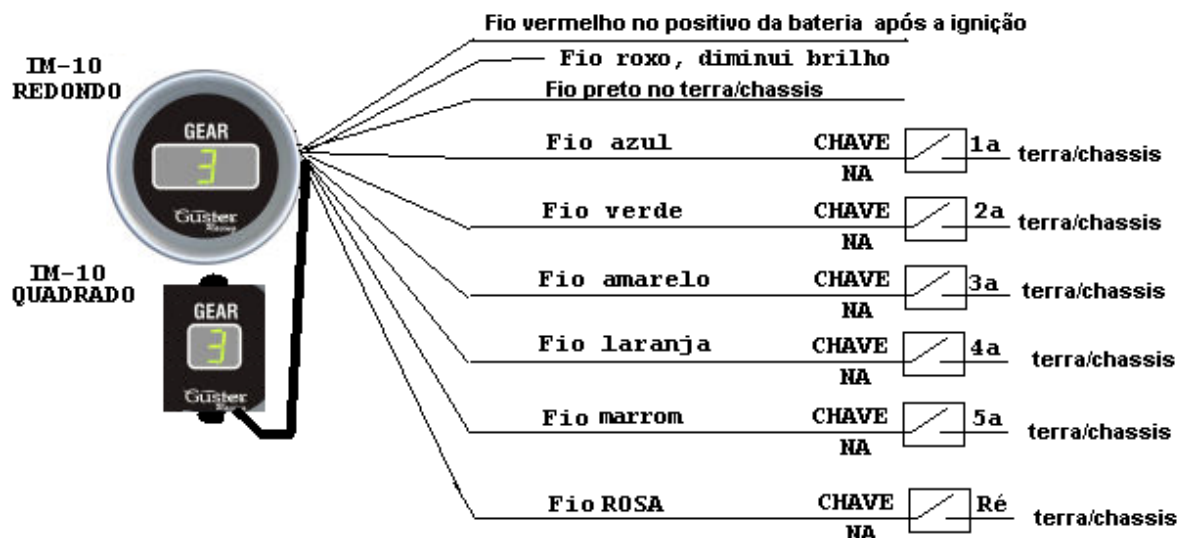 Fio vermelho no positivo da bateria após a ignição
IM-10
REDONDO
Fio roxo, diminui brilho
Fio preto no terra/chassis
GEAR
3
Guster
Racing
Fio azul
CHAVE
NA
1a
terra/chassis
Fio verde
CHAVE
NA
2a
terra/chassis
IM-10
QUADRADO
GEAR
3
Guster
Fio amarelo
CHAVE
NA
3a
terra/chassis
Fio laranja
CHAVE
NA
4a
terra/chassis
Fio marrom
CHAVE
NA
5a
terra/chassis
Fio ROSA
CHAVE
NA
Ré
terra/chassis